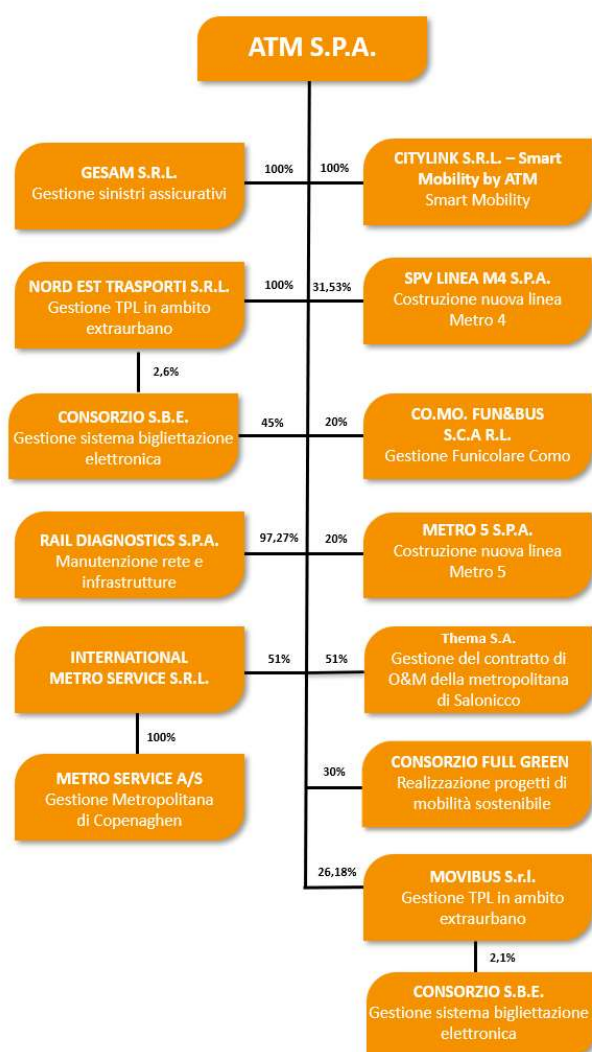 ATM S.P.A.
GESAM S.R.L.
Gestione sinistri assicurativi
100%
100%
CITYLINK S.R.L. – Smart
Mobility by ATM
Smart Mobility
NORD EST TRASPORTI S.R.L.
Gestione TPL in ambito
extraurbano
100%
31,53%
SPV LINEA M4 S.P.A.
Costruzione nuova linea
Metro 4
2,6%
CONSORZIO S.B.E.
Gestione sistema bigliettazione
elettronica
45%
20%
CO.MO. FUN&BUS
S.C.A R.L.
Gestione Funicolare Como
RAIL DIAGNOSTICS S.P.A.
Manutenzione rete e
infrastrutture
97,27%
20%
METRO 5 S.P.A.
Costruzione nuova linea
Metro 5
INTERNATIONAL
METRO SERVICE S.R.L.
51%
51%
Thema S.A.
Gestione del contratto di
O&M della metropolitana
di Salonicco
100%
METRO SERVICE A/S
Gestione Metropolitana
di Copenaghen
30%
CONSORZIO FULL GREEN
Realizzazione progetti di
mobilità sostenibile
26,18%
MOVIBUS S.r.l.
Gestione TPL in ambito
extraurbano
2,1%
CONSORZIO S.B.E.
Gestione sistema bigliettazione
elettronica